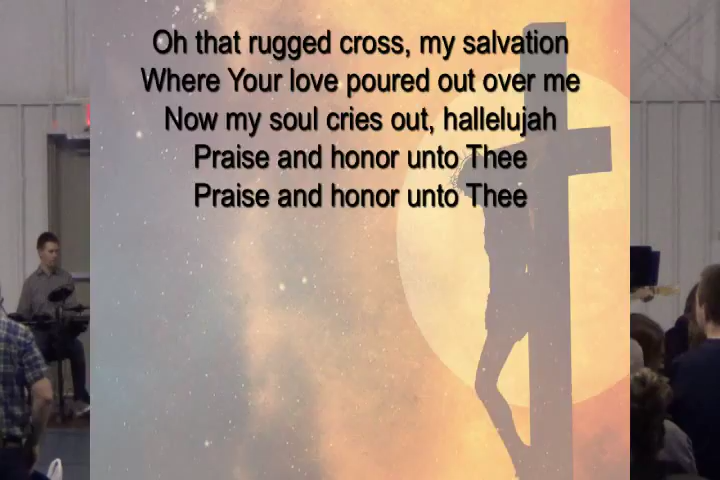 Oh that rugged cross, my salvation
Where Your love poured out over me
Now my soul cries out, hallelujah
Praise and honor unto Thee
Praise and honor unto Thee